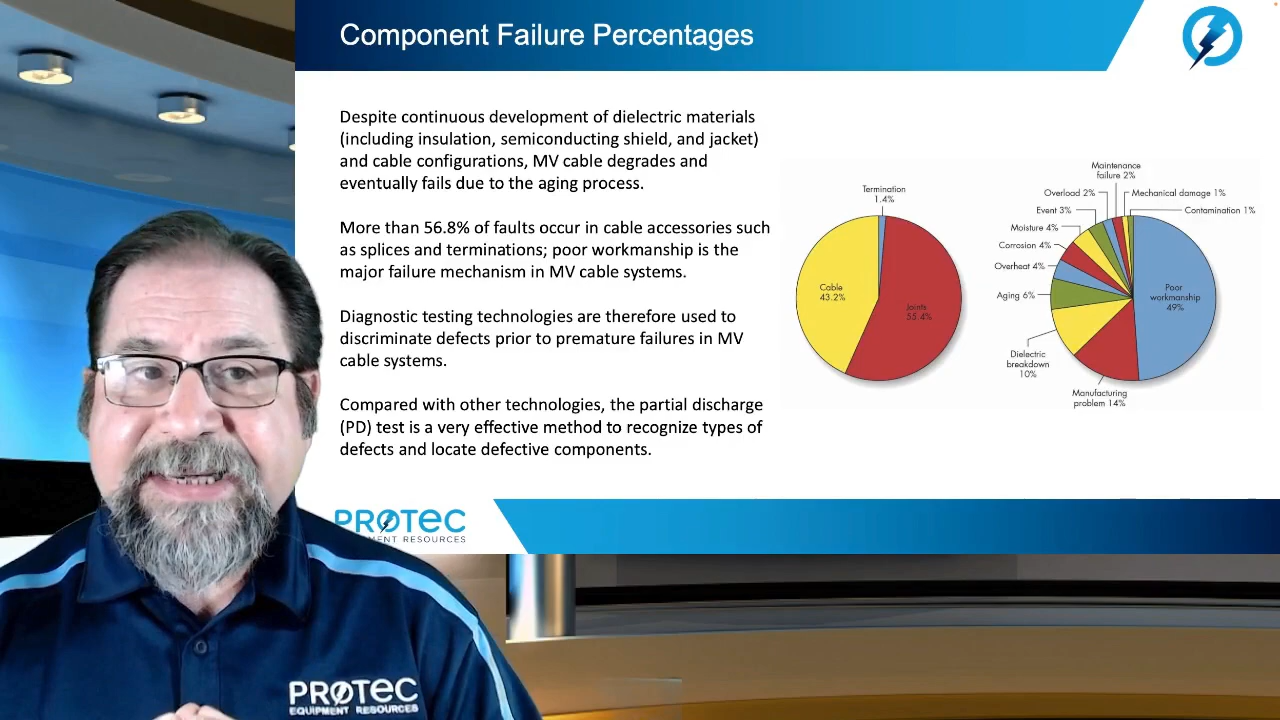 Component Failure Percentages
Despite continuous development of dielectric materials
(including insulation, semiconducting shield, and jacket)
and cable configurations, MV cable degrades and
eventually fails due to the aging process.
More than 56.8% of faults occur in cable accessories such
as splices and terminations; poor workmanship is the
major failure mechanism in MV cable systems.
Diagnostic testing technologies are therefore used to
discriminate defects prior to premature failures in MV
cable systems.
Compared with other technologies, the partial discharge
(PD) test is a very effective method to recognize types of
defects and locate defective components.
Termination
1.4%
Cable
43.2%
Joints
55.4%
Maintenance
failure 2%
Overload 2%
Mechanical damage 1%
Event 3%
Contamination 1%
Moisture 4%
Corrosion 4%
Overheat 4%
Aging 6%
Poor
workmanship
49%
Dielectric
breakdown
10%
Manufacturing
problem 14%
PROTEC
MENT RESOURCES
PROTEC
EQUIPMENT RESOURCES